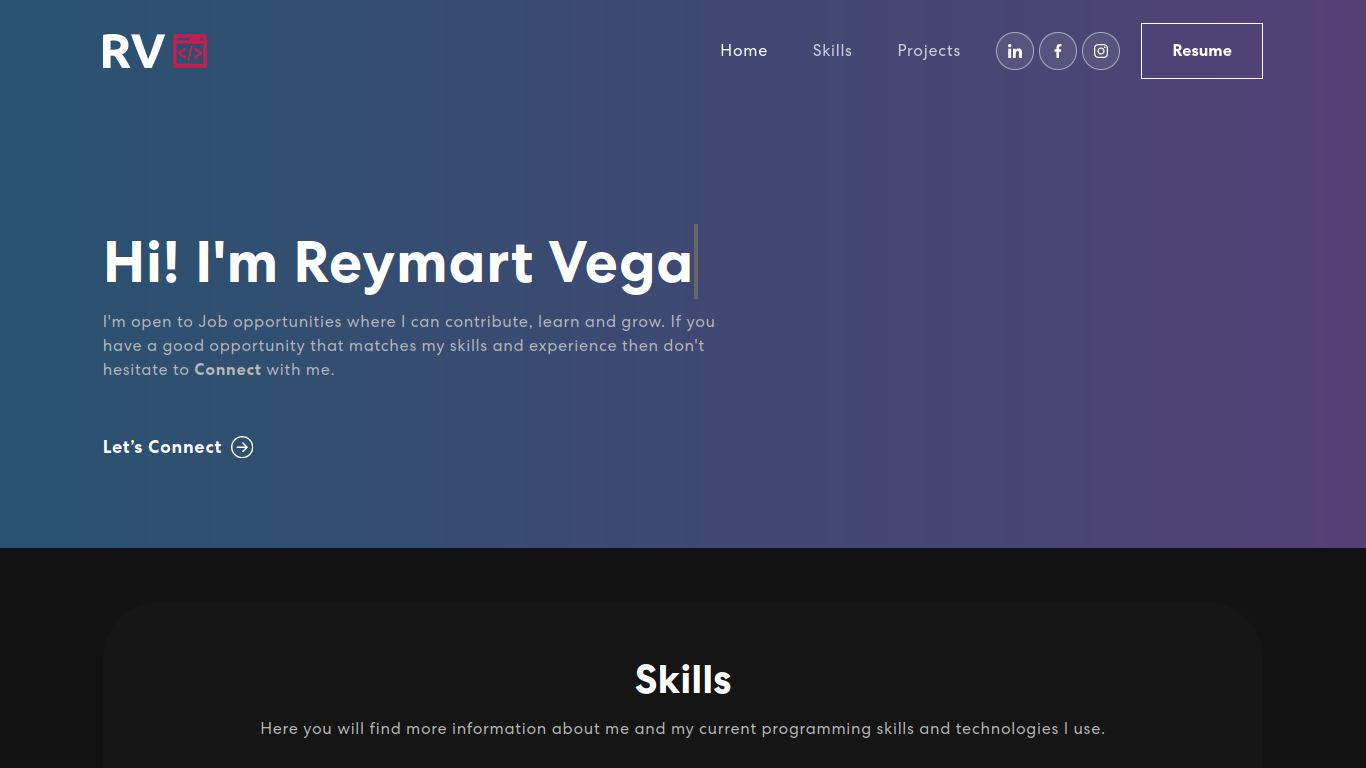 RV </>
Home
Skills
Projects
Resume
Hi! I'm Reymart Vega
I'm open to Job opportunities where I can contribute, learn and grow. If you
have a good opportunity that matches my skills and experience then don't
hesitate to Connect with me.
Let’s Connect
Skills
Here you will find more information about me and my current programming skills and technologies I use.